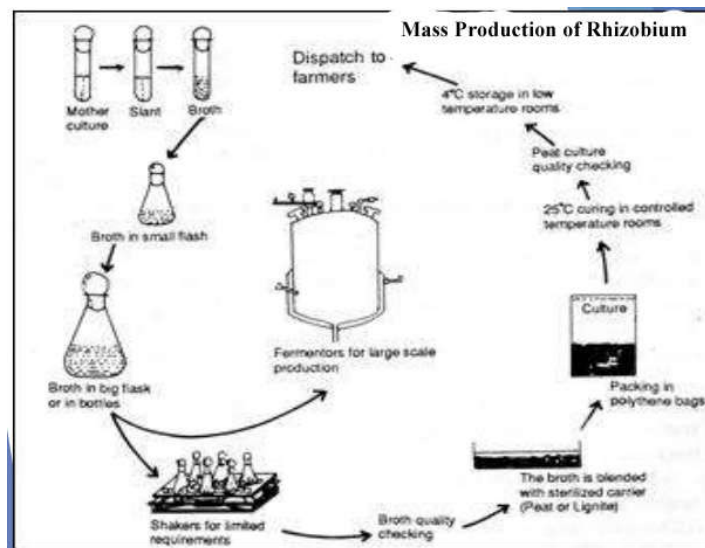 Mass Production of Rhizobium
Mother
culture
Slant
Broth
Broth in small flash
Broth in big flask
or in bottles
Fermentors for large scale
production
Shakers for limited
requirements
Broth quality
checking
The broth is blended
with sterilized carrier
(Peat or Lignite)
Packing in
polythene bags
Culture
25°C curing in controlled
temperature rooms
Peat culture
quality checking
4°C storage in low
temperature rooms
Dispatch to
farmers